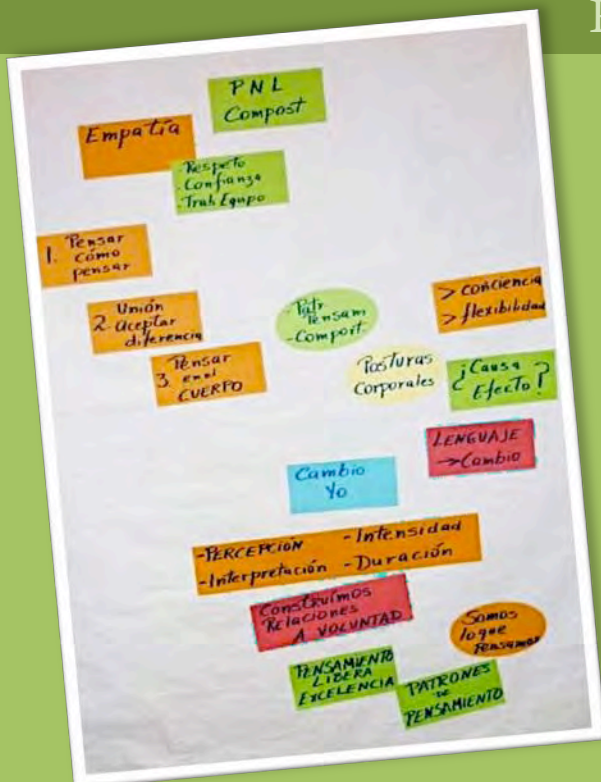 PNL
Compost
Empatía
-Respeto
-Confianza
-Trab. Equipo
1. Pensar
cómo
pensar
2. Unión
aceptar
diferencia
3. Pensar
en el
CUERPO
-Patr.
Pensam
-Comport.
> conciencia
> flexibilidad
Posturas
Corporales
¿Causa
Efecto?
LENGUAJE
→Cambio
Cambio
Yo
-PERCEPCIÓN -Intensidad
-Interpretación -Duración
Construímos
Relaciones
A VOLUNTAD
Somos
lo que
Pensamos
PENSAMIENTO
LIBERA
EXCELENCIA
PATRONES
DE
PENSAMIENTO